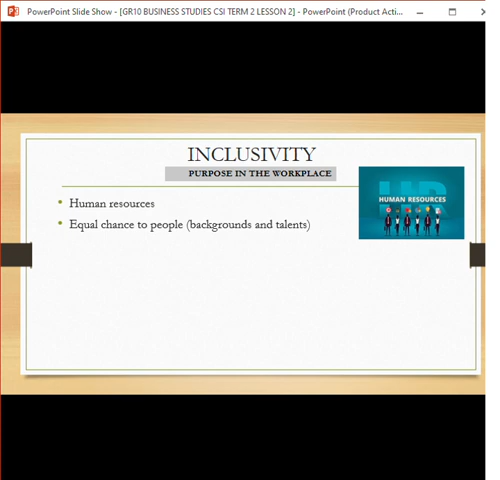 PowerPoint Slide Show - [GR10 BUSINESS STUDIES CSI TERM 2 LESSON 2] - PowerPoint (Product Acti...
INCLUSIVITY
PURPOSE IN THE WORKPLACE
HR
HUMAN RESOURCES
• Human resources
• Equal chance to people (backgrounds and talents)